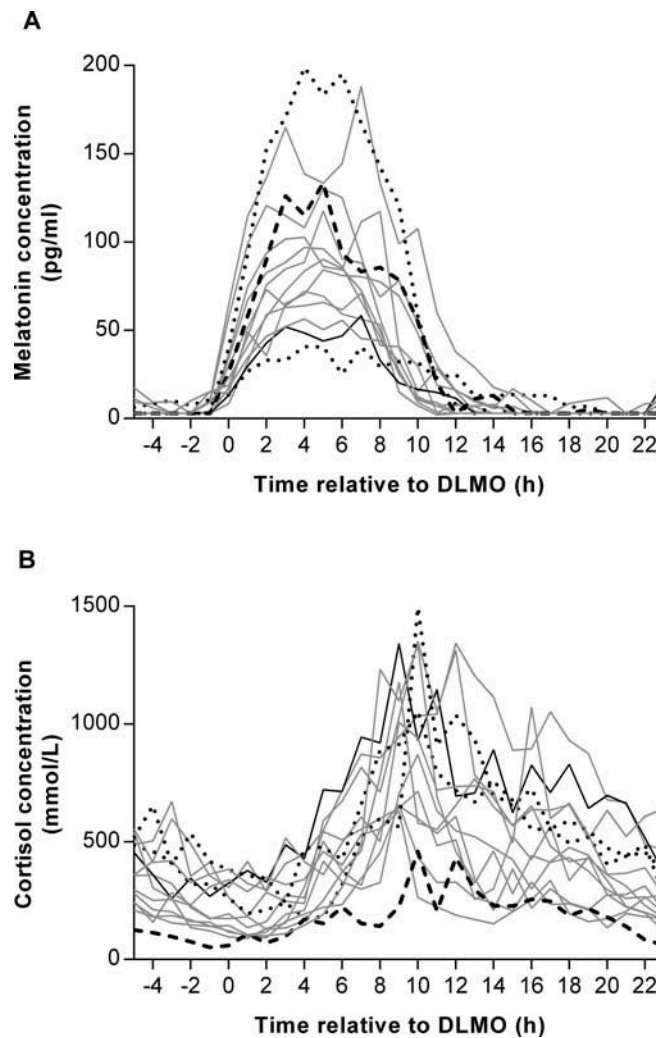 A
Melatonin concentration
(pg/ml)
200
150
100
50
0
-4 -2 0 2 4 6 8 10 12 14 16 18 20 22
Time relative to DLMO (h)
B
Cortisol concentration
(mmol/L)
1500
1000
500
0
-4 -2 0 2 4 6 8 10 12 14 16 18 20 22
Time relative to DLMO (h)